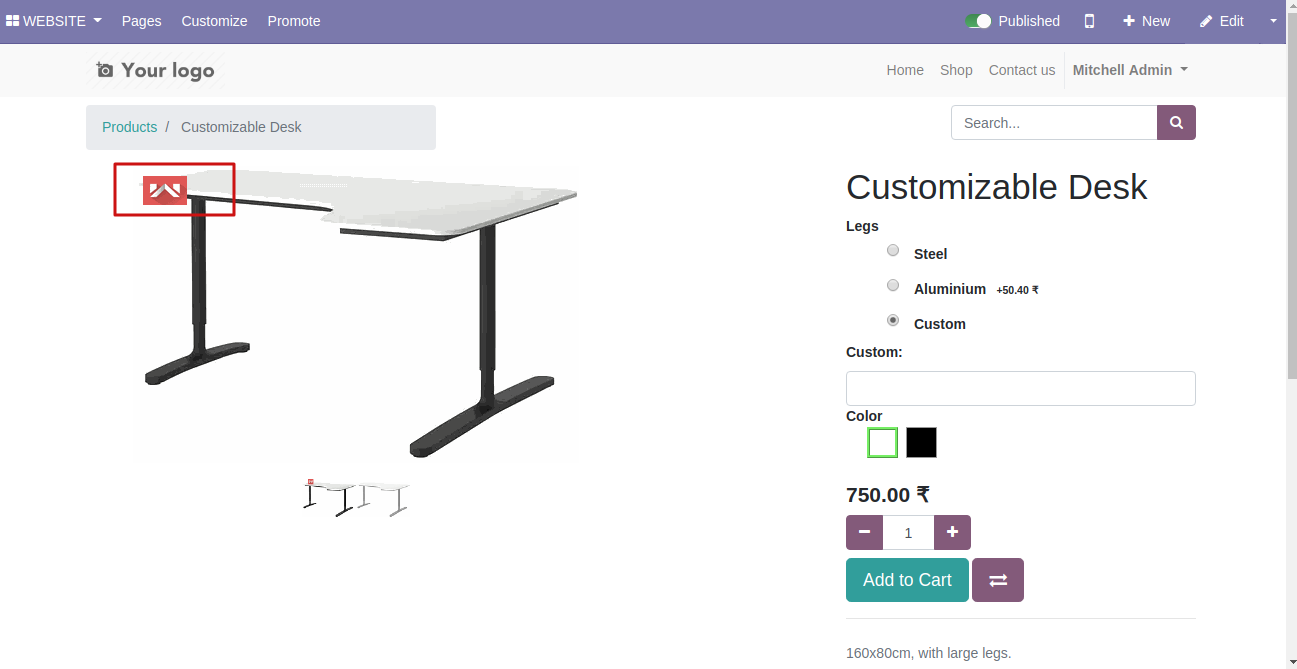 WEBSITE Pages Customize Promote Published New Edit
Your logo Home Shop Contact us Mitchell Admin
Products / Customizable Desk Search...
Customizable Desk
Legs
Steel
Aluminium +50.40 ₹
Custom
Custom:
Color
750.00 ₹
1
Add to Cart
160x80cm, with large legs.